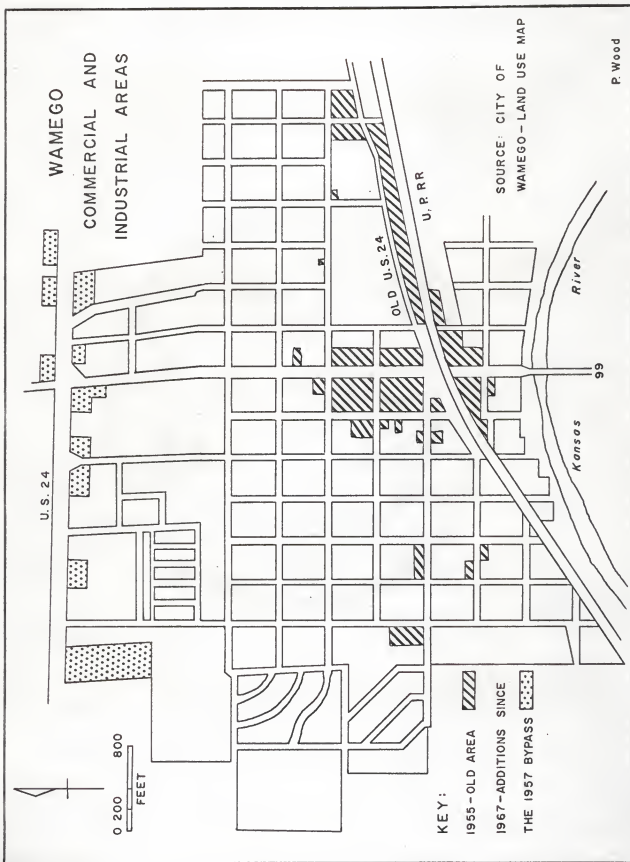 WAMEGO
COMMERCIAL AND
INDUSTRIAL AREAS
U.S. 24
OLD U.S. 24
U.P. RR
99
Kansas River
0 200 800
FEET
KEY:
1955-OLD AREA
1967-ADDITIONS SINCE
THE 1957 BYPASS
SOURCE: CITY OF
WAMEGO-LAND USE MAP
P. Wood